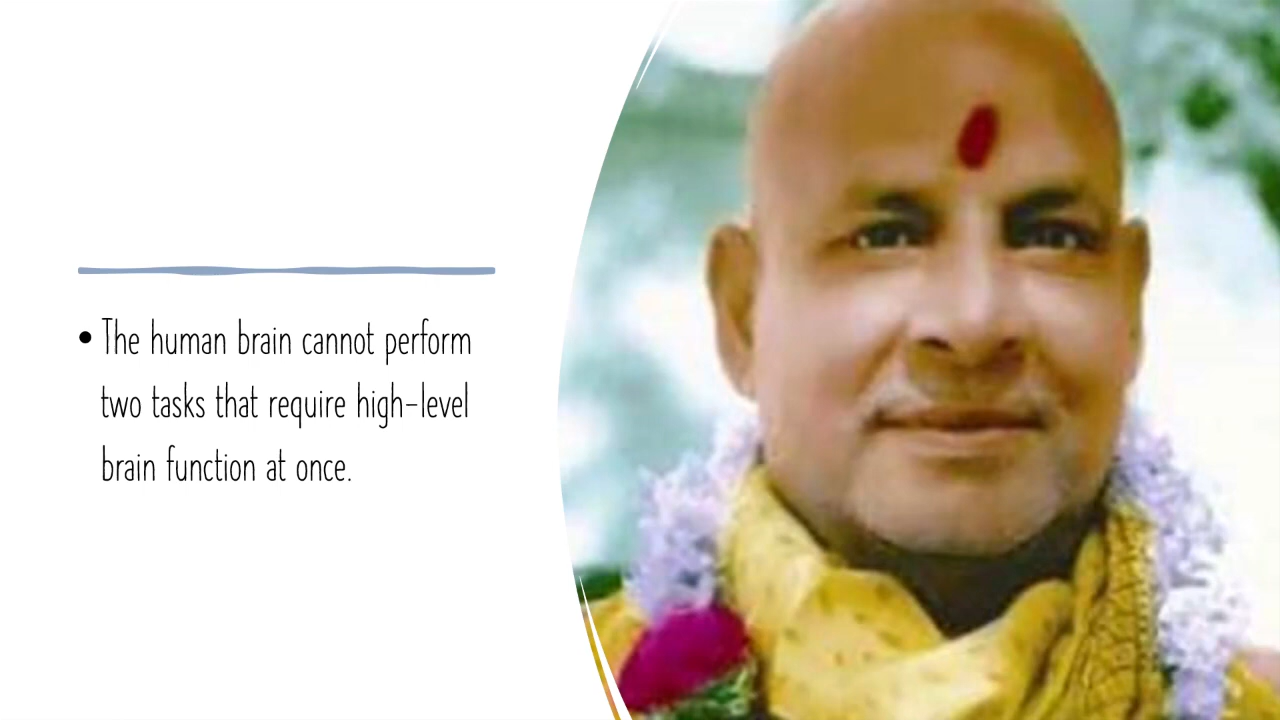 • The human brain cannot perform
two tasks that require high-level
brain function at once.